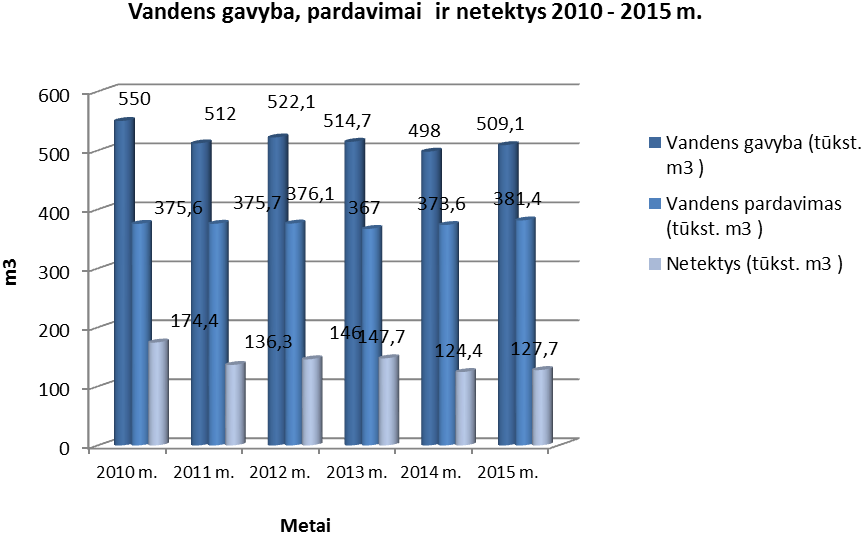 Vandens gavyba, pardavimai ir netektys 2010 - 2015 m.
600
500
400
300
200
100
0
m3
550
512
522,1
514,7
498
509,1
375,6
375,7
376,1
367
373,6
381,4
174,4
136,3
146
147,7
124,4
127,7
2010 m.
2011 m.
2012 m.
2013 m.
2014 m.
2015 m.
Metai
Vandens gavyba (tūkst.
m3 )
Vandens pardavimas
(tūkst. m3 )
Netektys (tūkst. m3 )